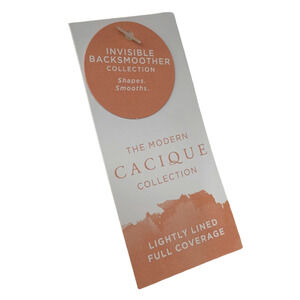 INVISIBLE
BACKSMOOTHER
COLLECTION
Shapes.
Smooths.
THE MODERN
CACIQUE
COLLECTION
LIGHTLY LINED
FULL COVERAGE